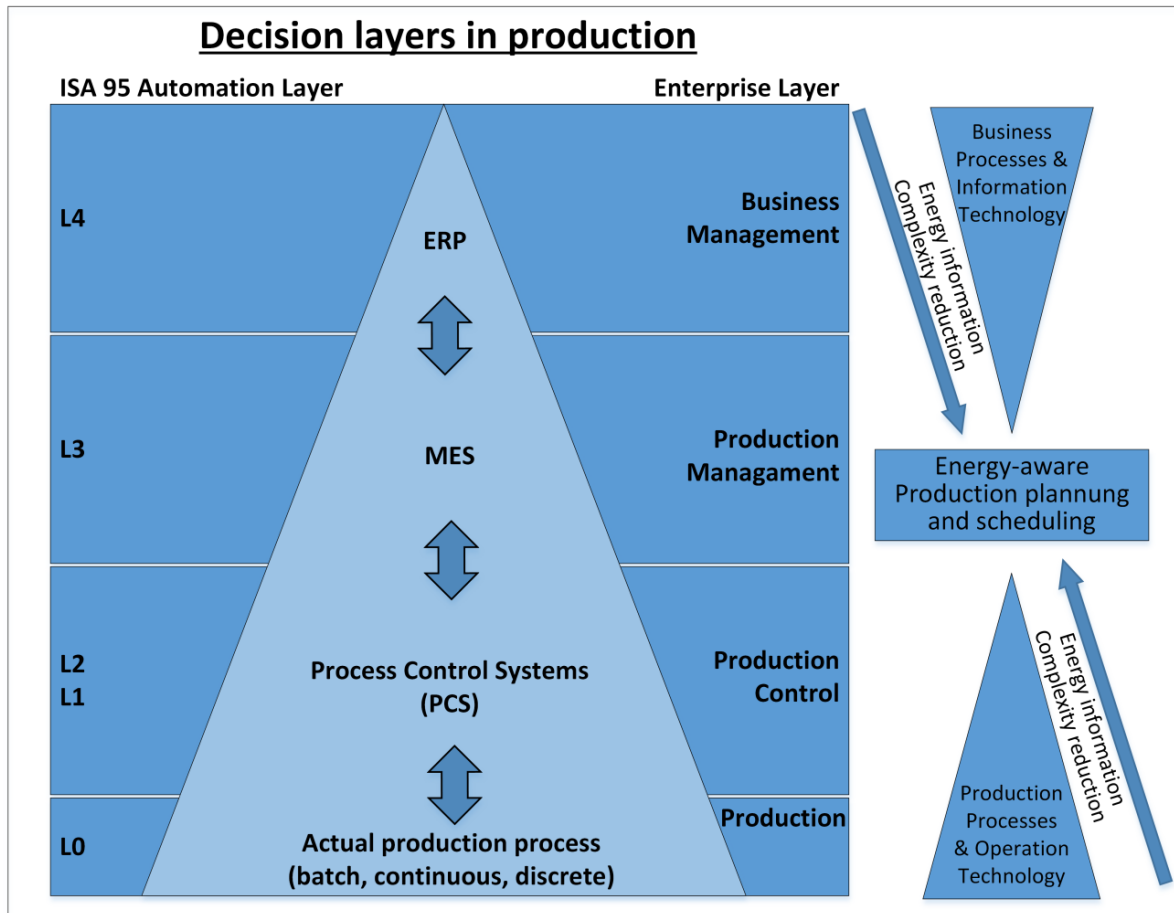 Decision layers in production
ISA 95 Automation Layer
Enterprise Layer
L4
ERP
Business
Management
L3
MES
Production
Managament
L2
L1
Process Control Systems
(PCS)
Production
Control
L0
Actual production process
(batch, continuous, discrete)
Production
Energy information
Complexity reduction
Business
Processes &
Information
Technology
Energy-aware
Production plannung
and scheduling
Energy information
Complexity reduction
Production
Processes
& Operation
Technology